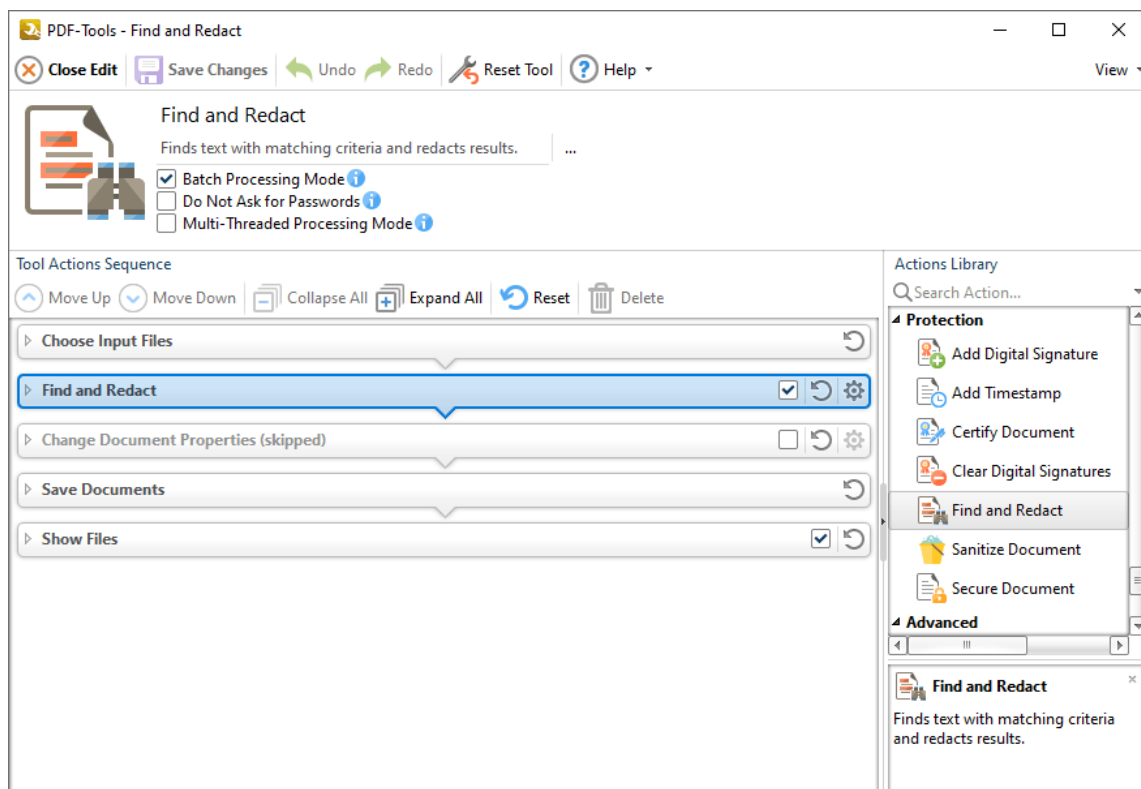 PDF-Tools - Find and Redact
Close Edit Save Changes Undo Redo Reset Tool Help View
Find and Redact
Finds text with matching criteria and redacts results. ...
Batch Processing Mode
Do Not Ask for Passwords
Multi-Threaded Processing Mode
Tool Actions Sequence
Move Up Move Down Collapse All Expand All Reset Delete
Choose Input Files
Find and Redact
Change Document Properties (skipped)
Save Documents
Show Files
Actions Library
Search Action...
Protection
Add Digital Signature
Add Timestamp
Certify Document
Clear Digital Signatures
Find and Redact
Sanitize Document
Secure Document
Advanced
Find and Redact
Finds text with matching criteria
and redacts results.